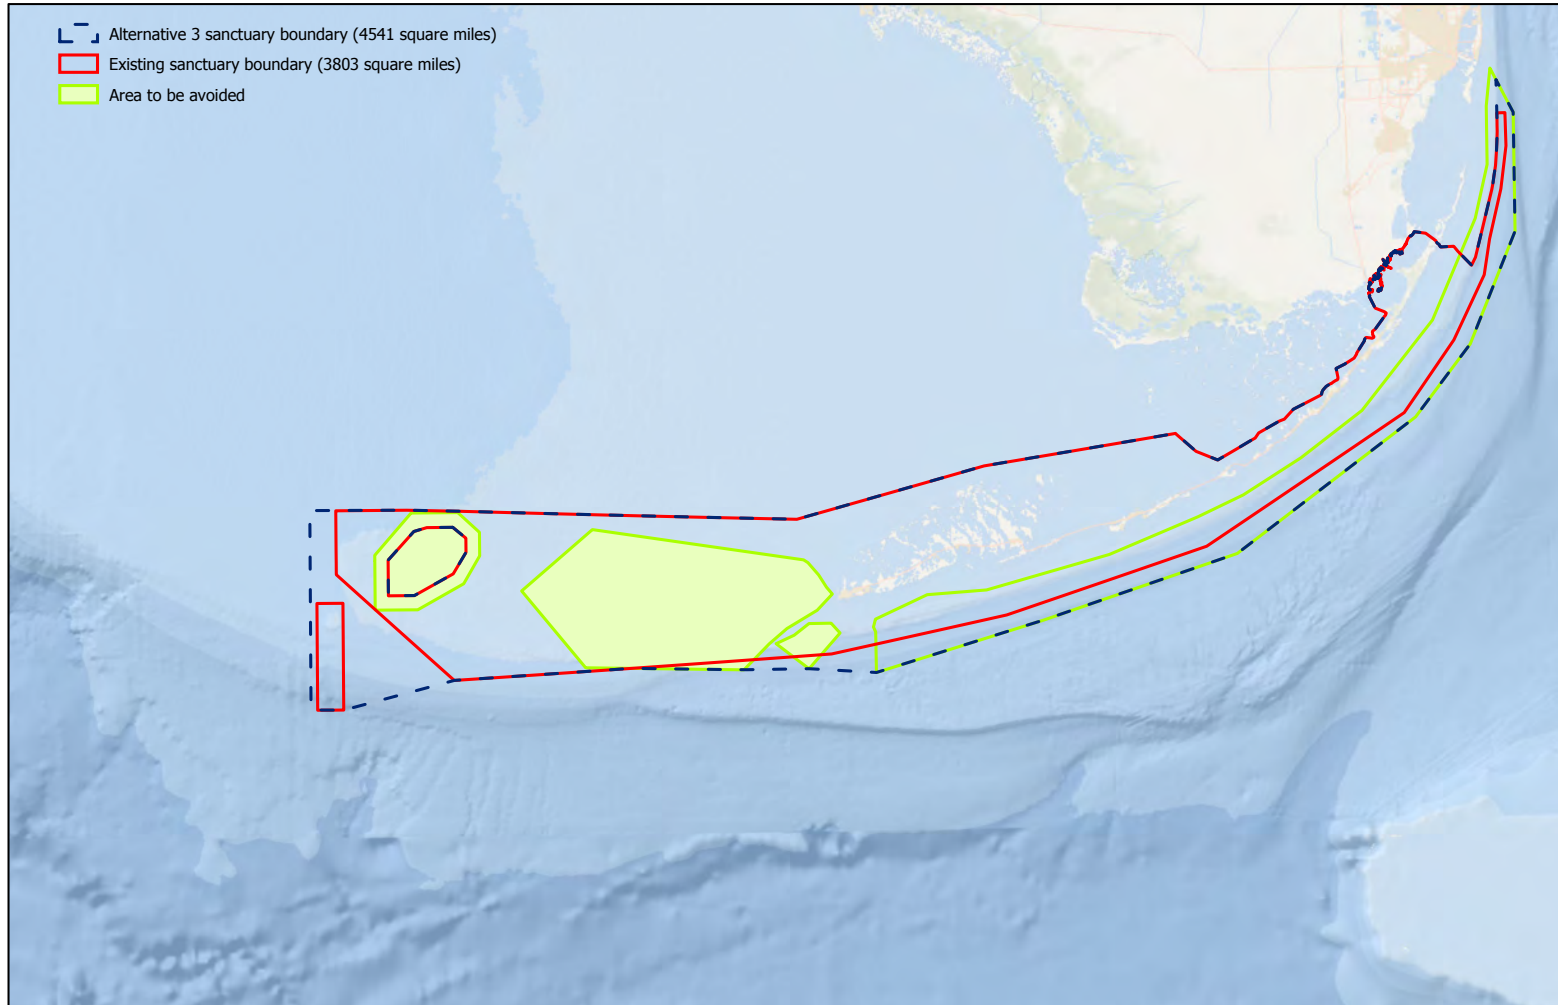 Alternative 3 sanctuary boundary (4541 square miles)
Existing sanctuary boundary (3803 square miles)
Area to be avoided